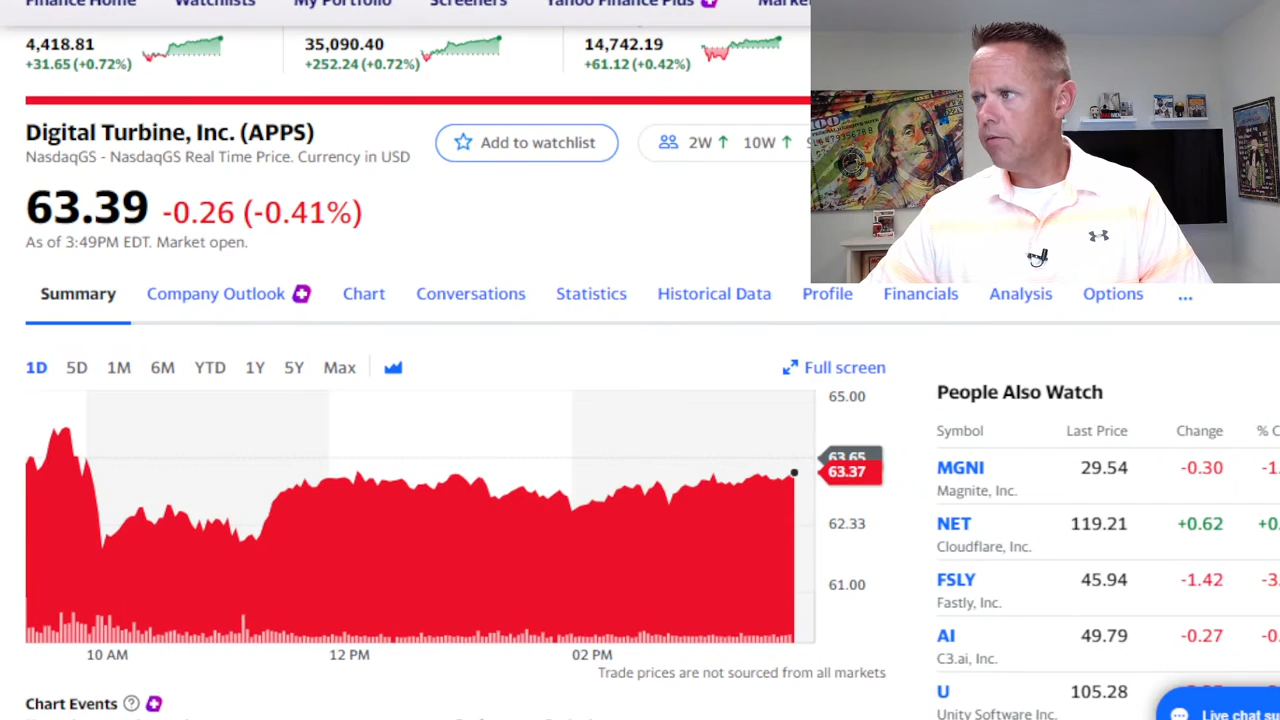 Finance Home Watchlists My Portfolio Screeners Yahoo Finance Plus
4,418.81 35,090.40 14,742.19
+31.65 (+0.72%) +252.24 (+0.72%) +61.12 (+0.42%)
Digital Turbine, Inc. (APPS)
NasdaqGS - NasdaqGS Real Time Price. Currency in USD
Add to watchlist
2W ↑ 10W ↑
63.39 -0.26 (-0.41%)
As of 3:49PM EDT. Market open.
Summary Company Outlook Chart Conversations Statistics Historical Data Profile Financials Analysis Options ...
1D 5D 1M 6M YTD 1Y 5Y Max Full screen
65.00
63.65
63.37
62.33
61.00
10 AM 12 PM 02 PM
Trade prices are not sourced from all markets
Chart Events
People Also Watch
Symbol Last Price Change % C
MGNI 29.54 -0.30 -1.
Magnite, Inc.
NET 119.21 +0.62 +0.
Cloudflare, Inc.
FSLY 45.94 -1.42 -3.
Fastly, Inc.
AI 49.79 -0.27 -0.
C3.ai, Inc.
U 105.28
Unity Software Inc.
Live chat su
100